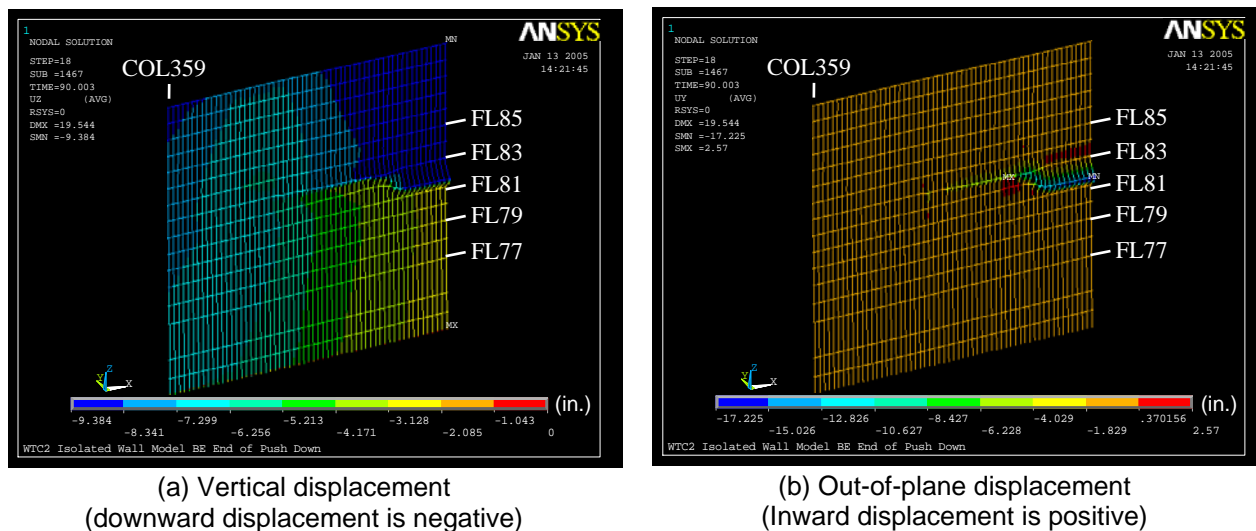 1
NODAL SOLUTION
STEP=18
SUB =1467
TIME=90.003
UZ (AVG)
RSYS=0
DMX =19.544
SMN =-9.384
ANSYS
JAN 13 2005
14:21:45
COL359
MN
FL85
FL83
FL81
FL79
FL77
MX
Z
Y
X
(in.)
-9.384 -7.299 -5.213 -3.128 -1.043
-8.341 -6.256 -4.171 -2.085 0
WTC2 Isolated Wall Model BE End of Push Down
(a) Vertical displacement
(downward displacement is negative)
1
NODAL SOLUTION
STEP=18
SUB =1467
TIME=90.003
UY (AVG)
RSYS=0
DMX =19.544
SMN =-17.225
SMX =2.57
ANSYS
JAN 13 2005
14:21:45
COL359
FL85
FL83
MX
MN
FL81
FL79
FL77
Z
Y
X
(in.)
-17.225 -12.826 -8.427 -4.029 .370156
-15.026 -10.627 -6.228 -1.829 2.57
WTC2 Isolated Wall Model BE End of Push Down
(b) Out-of-plane displacement
(Inward displacement is positive)